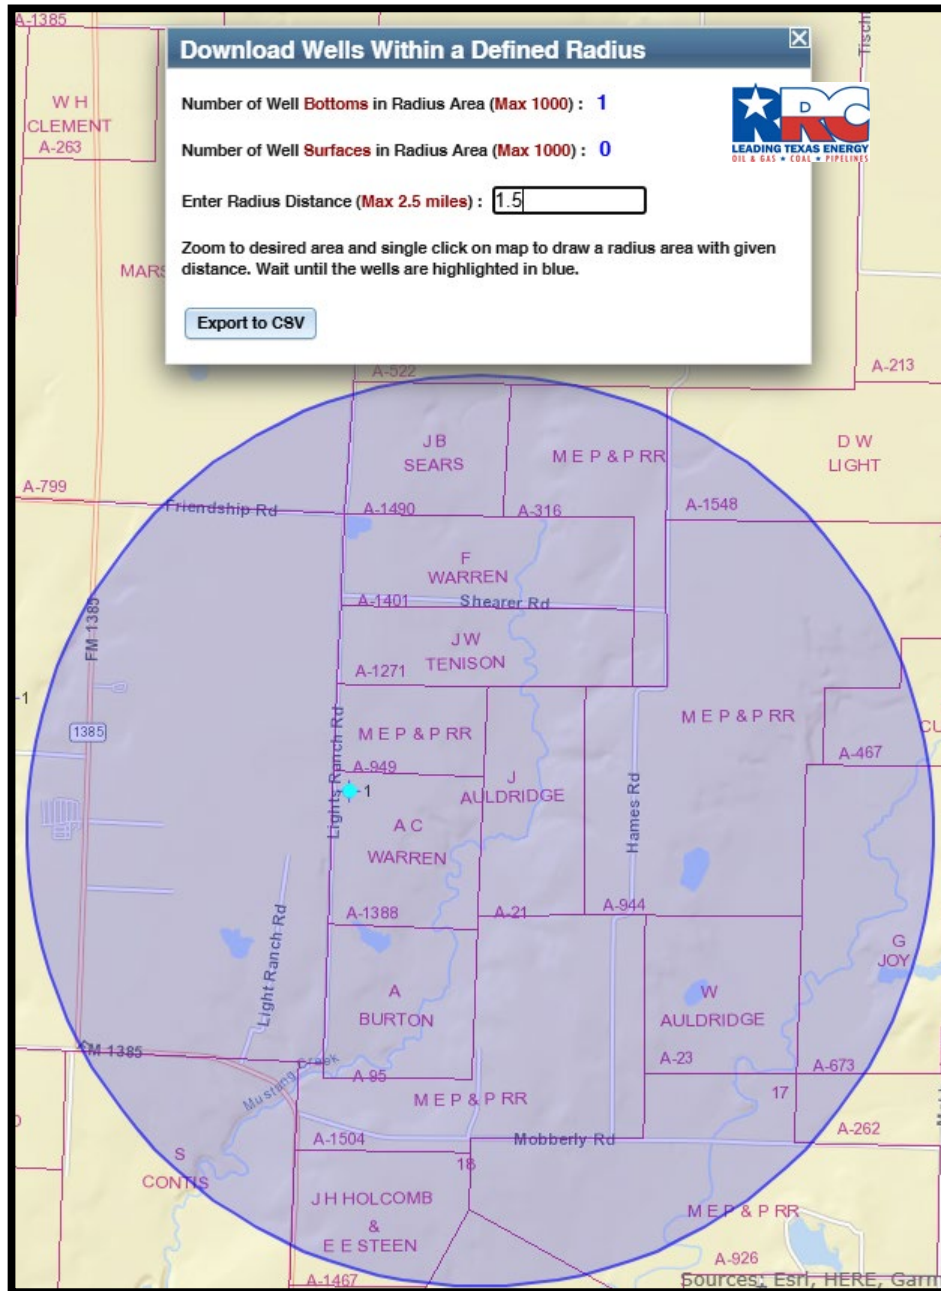 A-1385
Tischl
Download Wells Within a Defined Radius
W H
CLEMENT
A-263
Number of Well Bottoms in Radius Area (Max 1000) : 1
Number of Well Surfaces in Radius Area (Max 1000) : 0
RRC
LEADING TEXAS ENERGY
OIL & GAS ★ COAL ★ PIPELINES
Enter Radius Distance (Max 2.5 miles) : 1.5
Zoom to desired area and single click on map to draw a radius area with given
distance. Wait until the wells are highlighted in blue.
MARS
Export to CSV
A-522
A-213
J B
SEARS
M E P & P RR
D W
LIGHT
A-799
Friendship Rd
A-1490
A-316
A-1548
F
WARREN
A-1401
Shearer Rd
FM 1385
J W
TENISON
A-1271
1
1385
Lights Ranch Rd
M E P & P RR
M E P & P RR
CU
A-949
A-467
1
J
AULDRIDGE
Hames Rd
A C
WARREN
A-1388
A-21
A-944
Light Ranch Rd
G
JOY
A
BURTON
W
AULDRIDGE
FM 1385
A-23
A-673
Mustang Creek
A-95
M E P & P RR
17
A-1504
Mobberly Rd
A-262
S
CONTIS
18
J H HOLCOMB
&
E E STEEN
M E P & P RR
A-926
A-1467
Sources: Esri, HERE, Garm